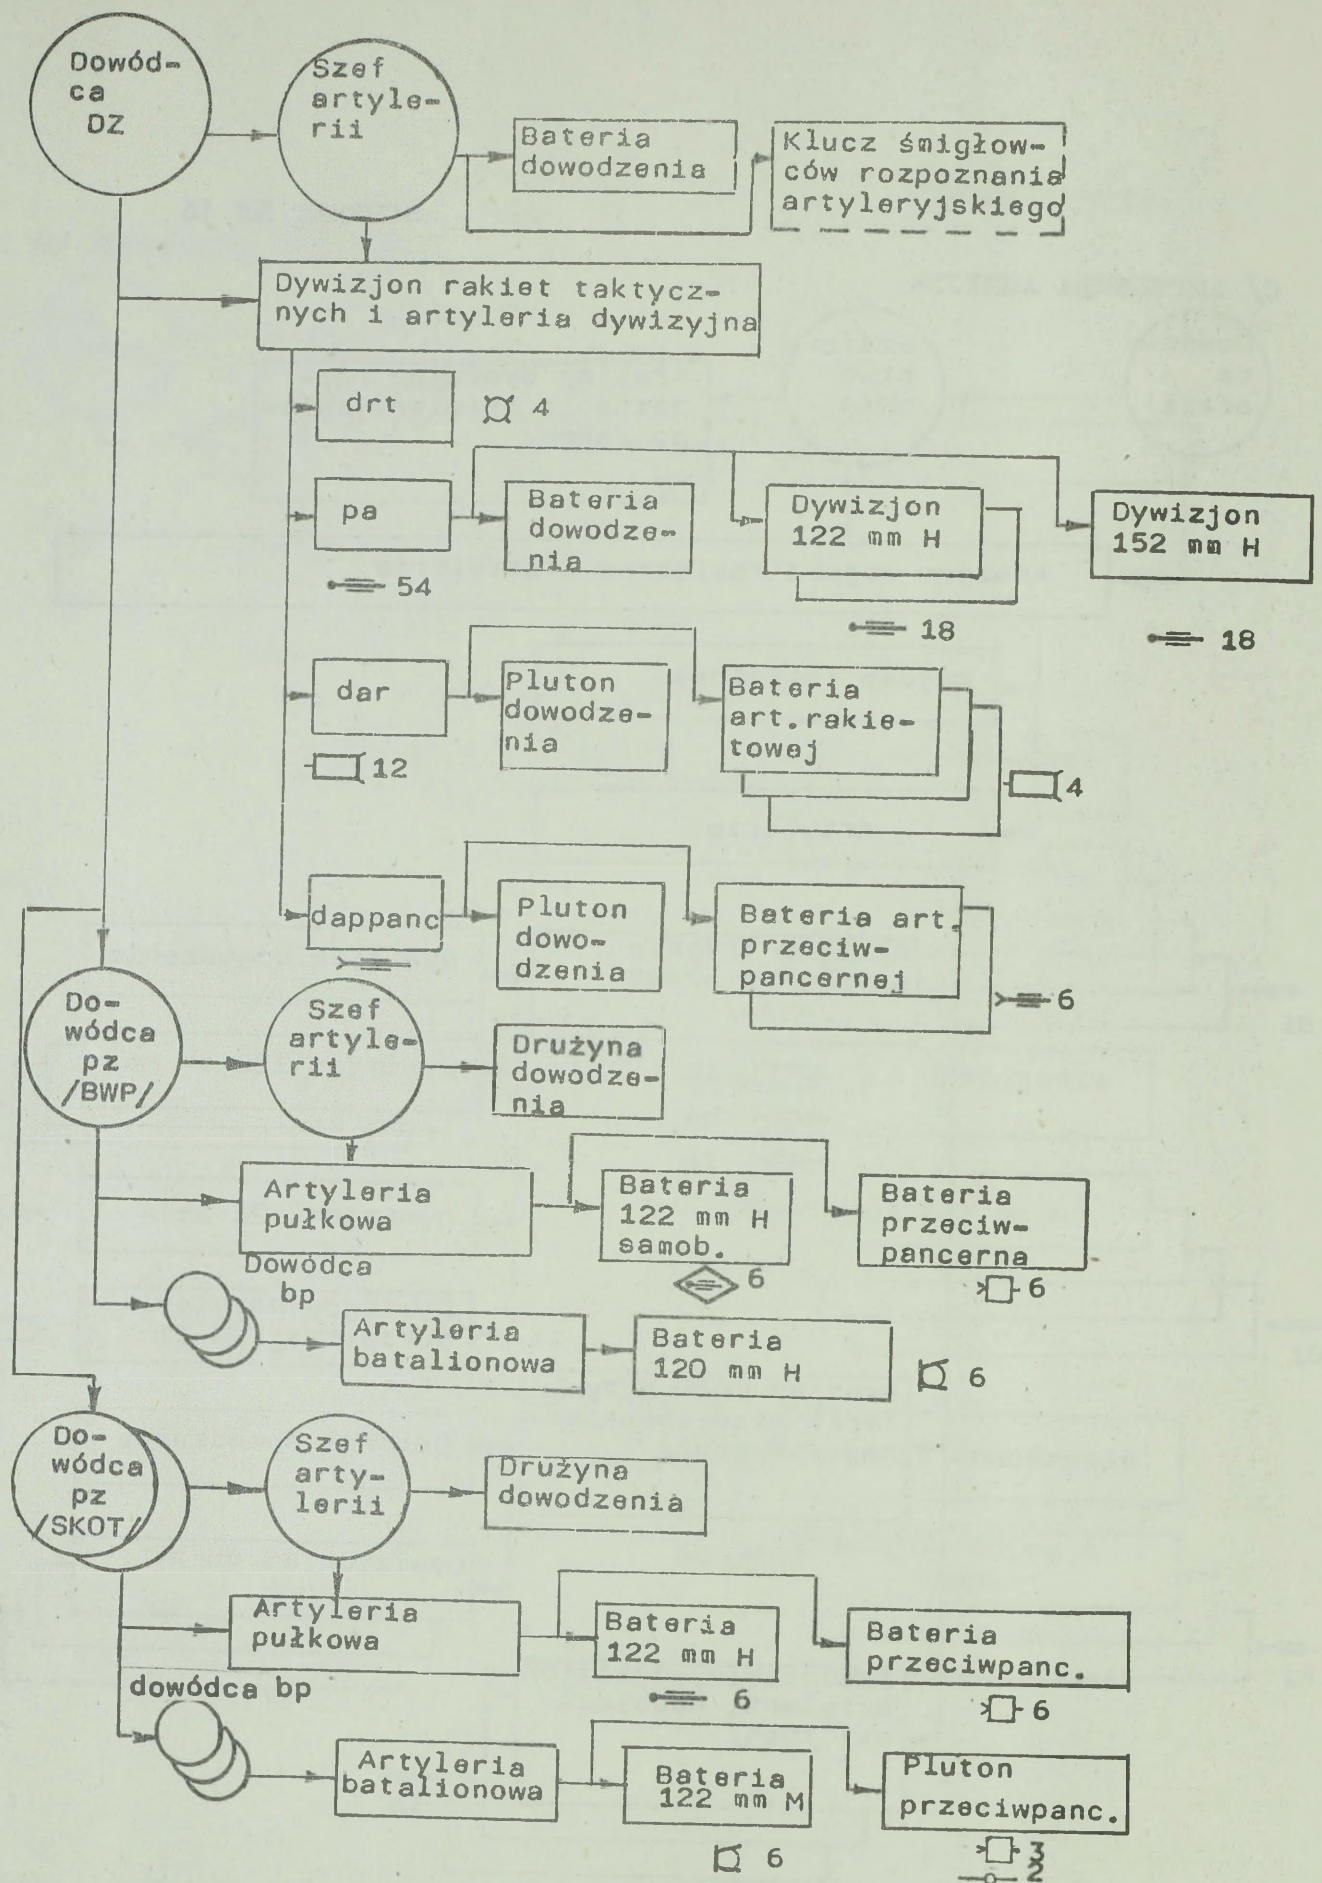 Dowód-
ca
DZ
Szef
artyle-
rii
Bateria
dowodzenia
Klucz śmigłow-
ców rozpoznania
artyleryjskiego
Dywizjon rakiet taktycz-
nych i artyleria dywizyjna
drt
4
pa
54
Bateria
dowodze-
nia
Dywizjon
122 mm H
18
Dywizjon
152 mm H
18
dar
12
Pluton
dowodze-
nia
Bateria
art.rakie-
towej
4
dappanc
Pluton
dowo-
dzenia
Bateria art.
przeciw-
pancernej
6
Do-
wódca
pz
/BWP/
Szef
artyle-
rii
Drużyna
dowodze-
nia
Artyleria
pułkowa
Bateria
122 mm H
samob.
6
Bateria
przeciw-
pancerna
6
Dowódca
bp
Artyleria
batalionowa
Bateria
120 mm H
6
Do-
wódca
pz
/SKOT/
Szef
arty-
lerii
Drużyna
dowodzenia
Artyleria
pułkowa
Bateria
122 mm H
6
Bateria
przeciwpanc.
6
dowódca bp
Artyleria
batalionowa
Bateria
122 mm M
6
Pluton
przeciwpanc.
3
2